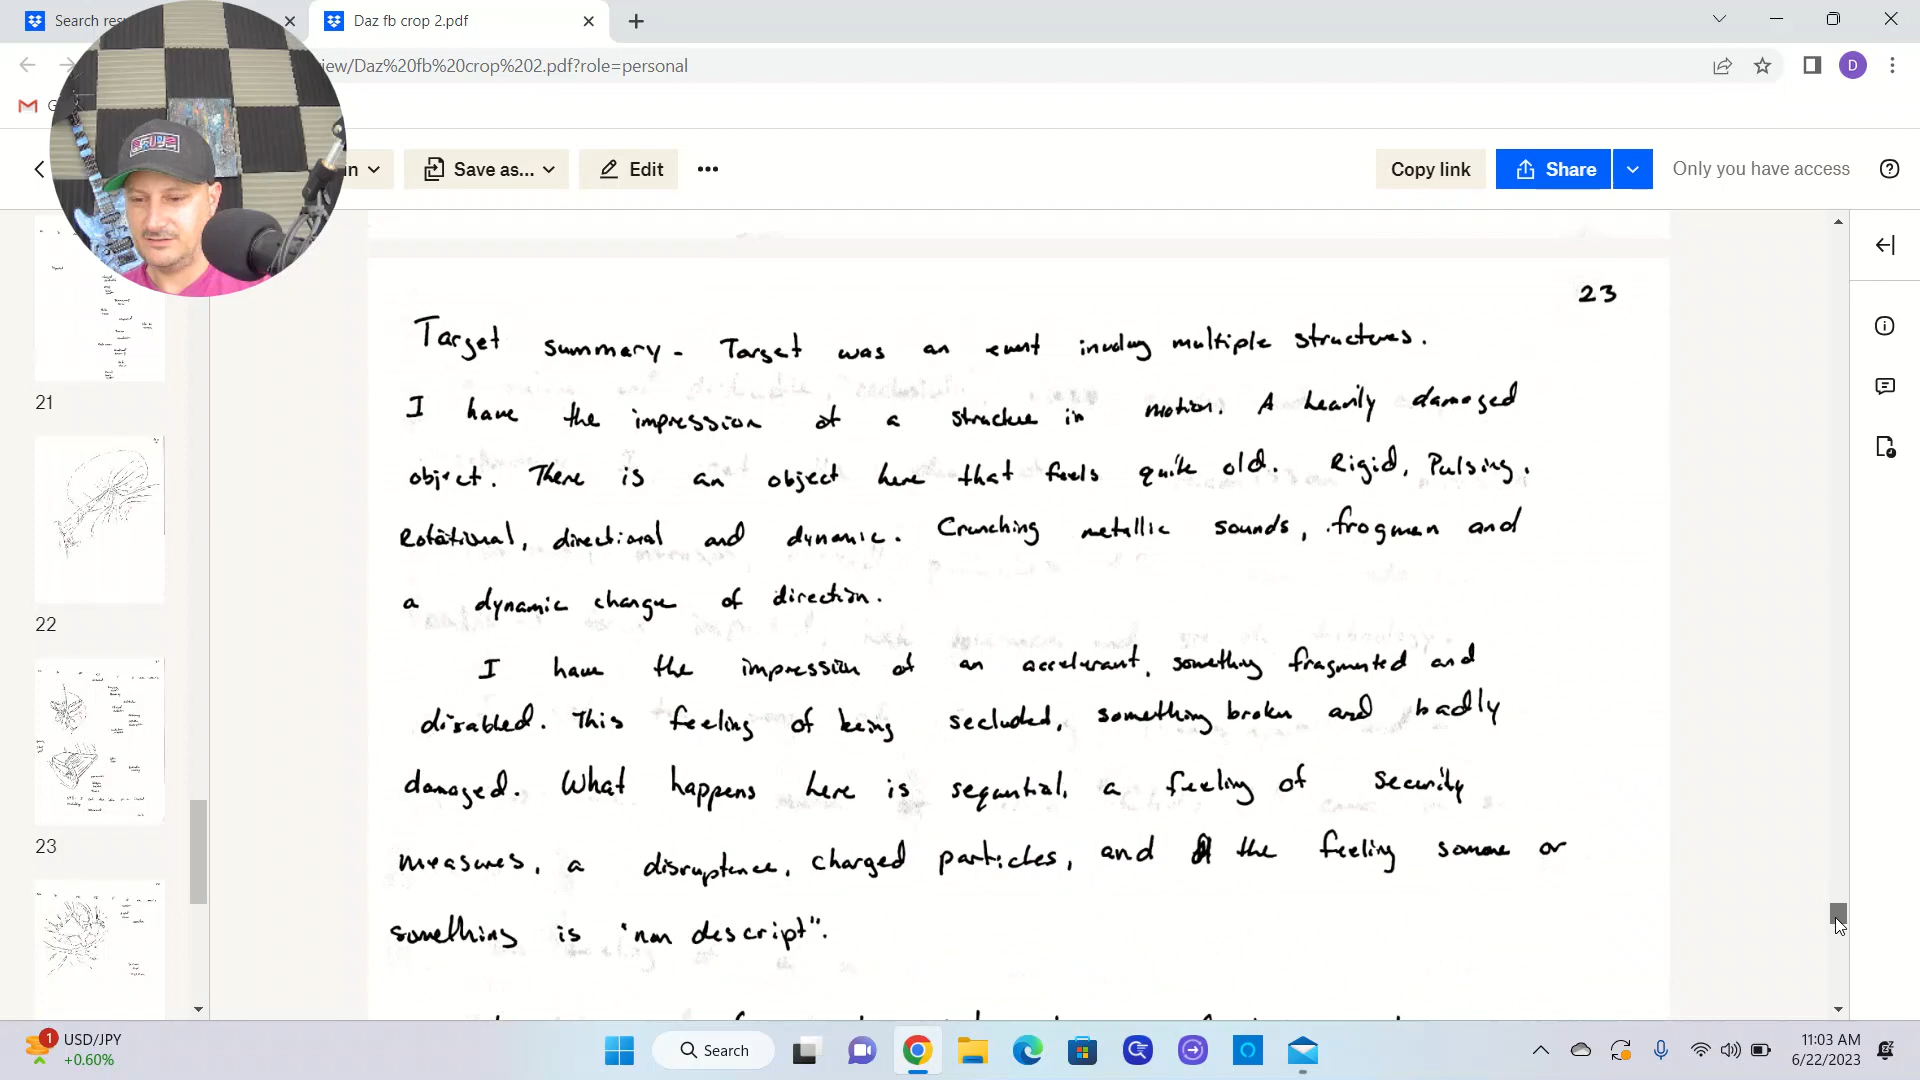 Search res
Daz fb crop 2.pdf
iew/Daz%20fb%20crop%202.pdf?role=personal
D
G
n
Save as...
Edit
Copy link
Share
Only you have access
21
22
23
23
Target summary - Target was an event involvg multiple structures.
I have the impression of a structure in motion. A heavily damaged
object. There is an object here that feels quite old. Rigid, Pulsing.
Rotational, directional and dynamic. Crunching metallic sounds, frogmen and
a dynamic change of direction.
I have the impression of an accelerant, something fragmented and
disabled. This feeling of being secluded, something broken and badly
damaged. What happens here is sequential, a feeling of security
measures, a disruptence, charged particles, and the feeling someone or
something is "non descript".
1
USD/JPY
+0.60%
Search
11:03 AM
6/22/2023